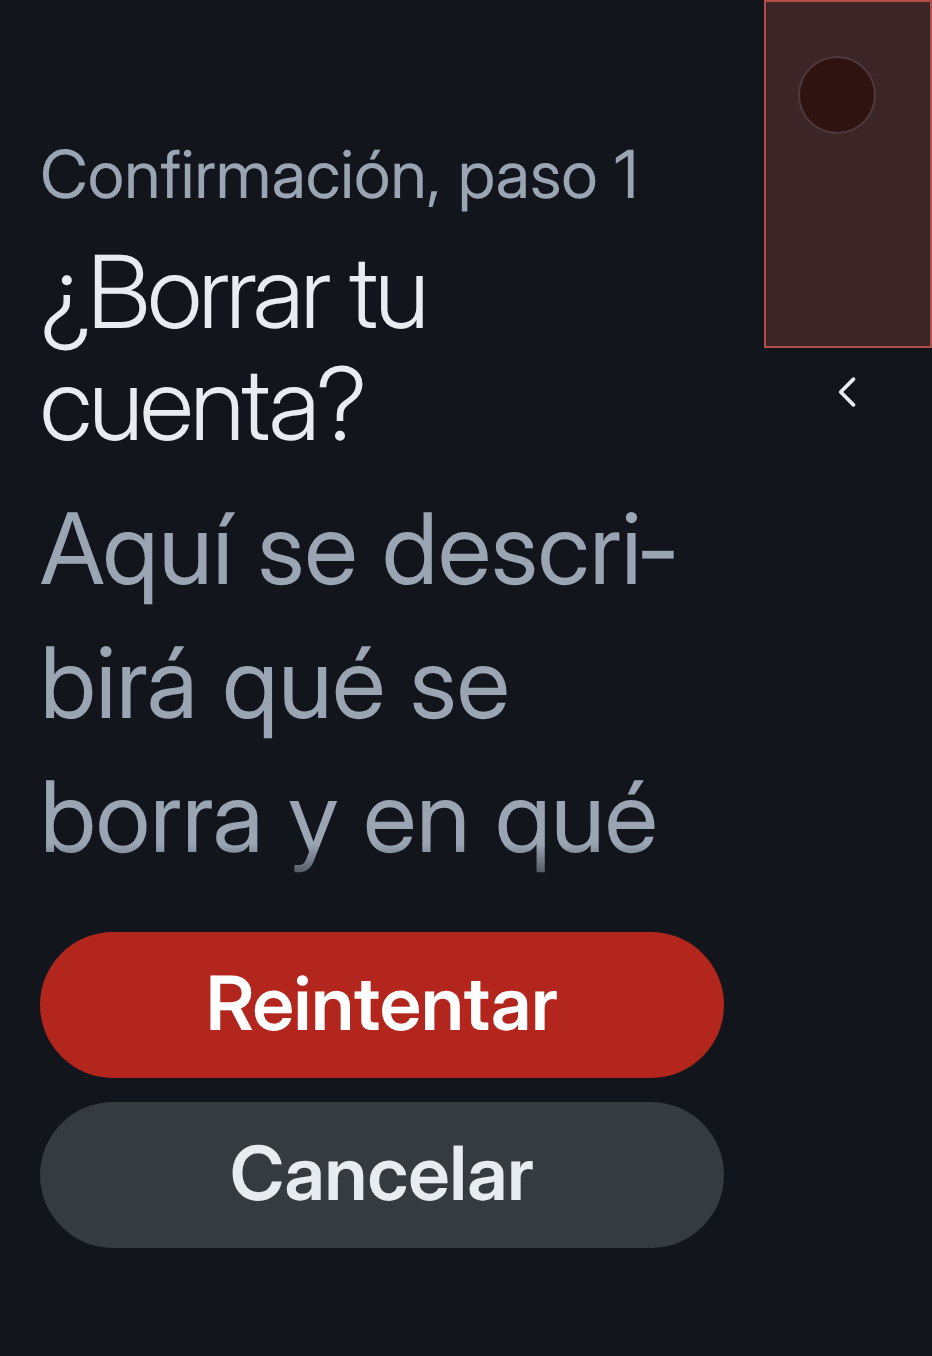 Confirmación, paso 1
¿Borrar tu
cuenta?
Aquí se descri-
birá qué se
borra y en qué
Reintentar
Cancelar